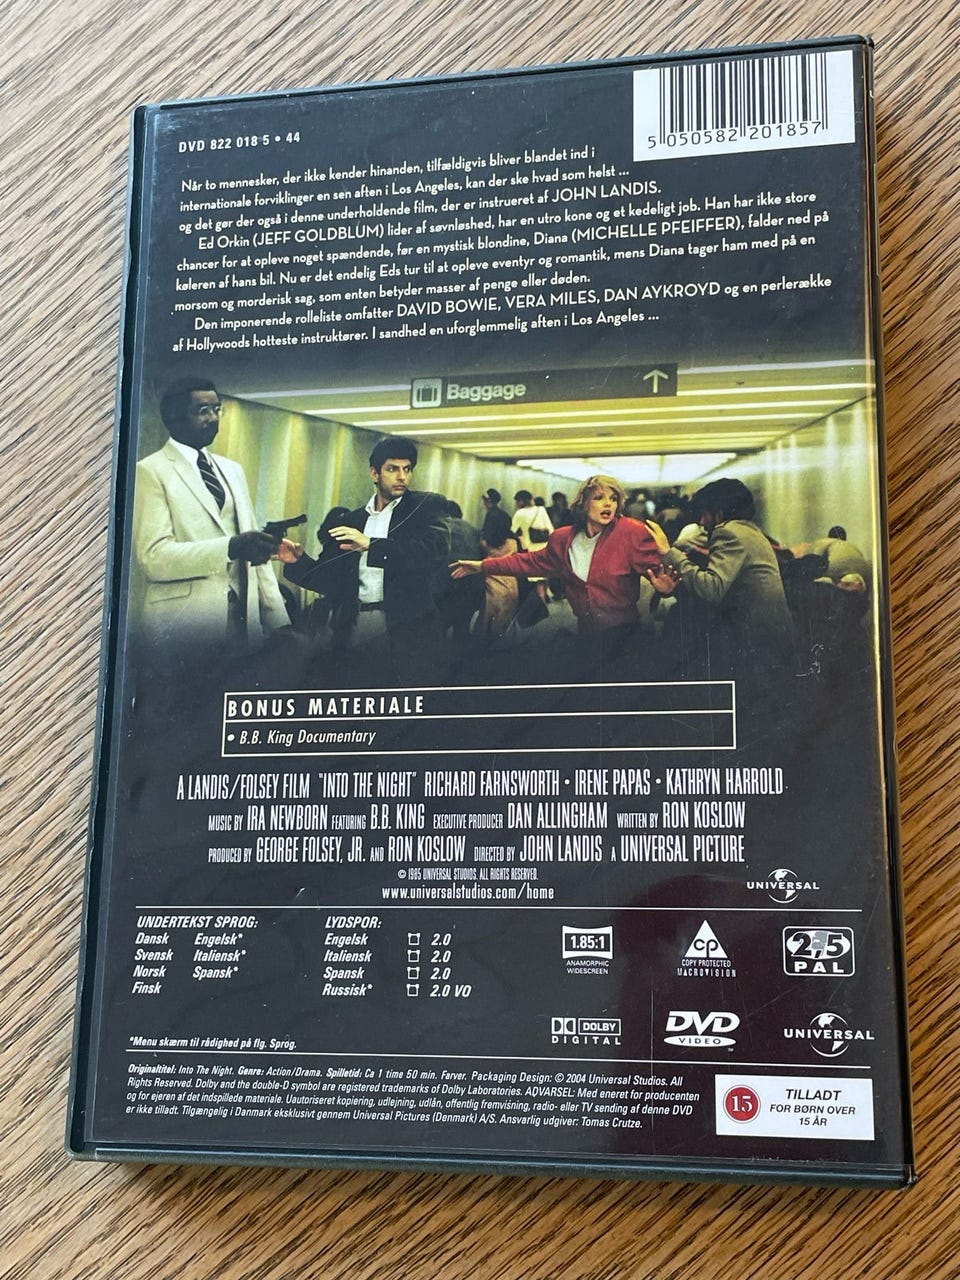 DVD 822 018 5 • 44
5 050582 201857
Når to mennesker, der ikke kender hinanden, tilfældigvis bliver blandet ind i
internationale forviklinger en sen aften i Los Angeles, kan der ske hvad som helst ...
og det gør der også i denne underholdende film, der er instrueret af JOHN LANDIS.
Ed Orkin (JEFF GOLDBLUM) lider af søvnløshed, har en utro kone og et kedeligt job. Han har ikke store
chancer for at opleve noget spændende, før en mystisk blondine, Diana (MICHELLE PFEIFFER), falder ned på
køleren af hans bil. Nu er det endelig Eds tur til at opleve eventyr og romantik, mens Diana tager ham med på en
morsom og morderisk sag, som enten betyder masser af penge eller døden.
Den imponerende rolleliste omfatter DAVID BOWIE, VERA MILES, DAN AYKROYD og en perlerække
af Hollywoods hotteste instruktører. I sandhed en uforglemmelig aften i Los Angeles ...
Baggage
BONUS MATERIALE
• B.B. King Documentary
A LANDIS/FOLSEY FILM "INTO THE NIGHT" RICHARD FARNSWORTH • IRENE PAPAS • KATHRYN HARROLD
MUSIC BY IRA NEWBORN FEATURING B.B. KING EXECUTIVE PRODUCER DAN ALLINGHAM WRITTEN BY RON KOSLOW
PRODUCED BY GEORGE FOLSEY, JR. AND RON KOSLOW DIRECTED BY JOHN LANDIS A UNIVERSAL PICTURE
© 1985 UNIVERSAL STUDIOS. ALL RIGHTS RESERVED.
www.universalstudios.com/home
UNIVERSAL
UNDERTEKST SPROG:
Dansk Engelsk*
Svensk Italiensk*
Norsk Spansk*
Finsk
LYDSPOR:
Engelsk 2.0
Italiensk 2.0
Spansk 2.0
Russisk* 2.0 VO
1.85:1
ANAMORPHIC
WIDESCREEN
CP
COPY PROTECTED
MACROVISION
2,5
PAL
*Menu skærm til rådighed på flg. Sprog.
DOLBY
DIGITAL
DVD
VIDEO
UNIVERSAL
Originaltitel: Into The Night. Genre: Action/Drama. Spilletid: Ca 1 time 50 min. Farver. Packaging Design: © 2004 Universal Studios. All
Rights Reserved. Dolby and the double-D symbol are registered trademarks of Dolby Laboratories. ADVARSEL: Med eneret for producenten
og for ejeren af det indspillede materiale. Uautoriseret kopiering, udlejning, udlån, offentlig fremvisning, radio- eller TV sending af denne DVD
er ikke tilladt. Tilgængelig i Danmark eksklusivt gennem Universal Pictures (Denmark) A/S. Ansvarlig udgiver: Tomas Crutze.
15
TILLADT
FOR BØRN OVER
15 ÅR